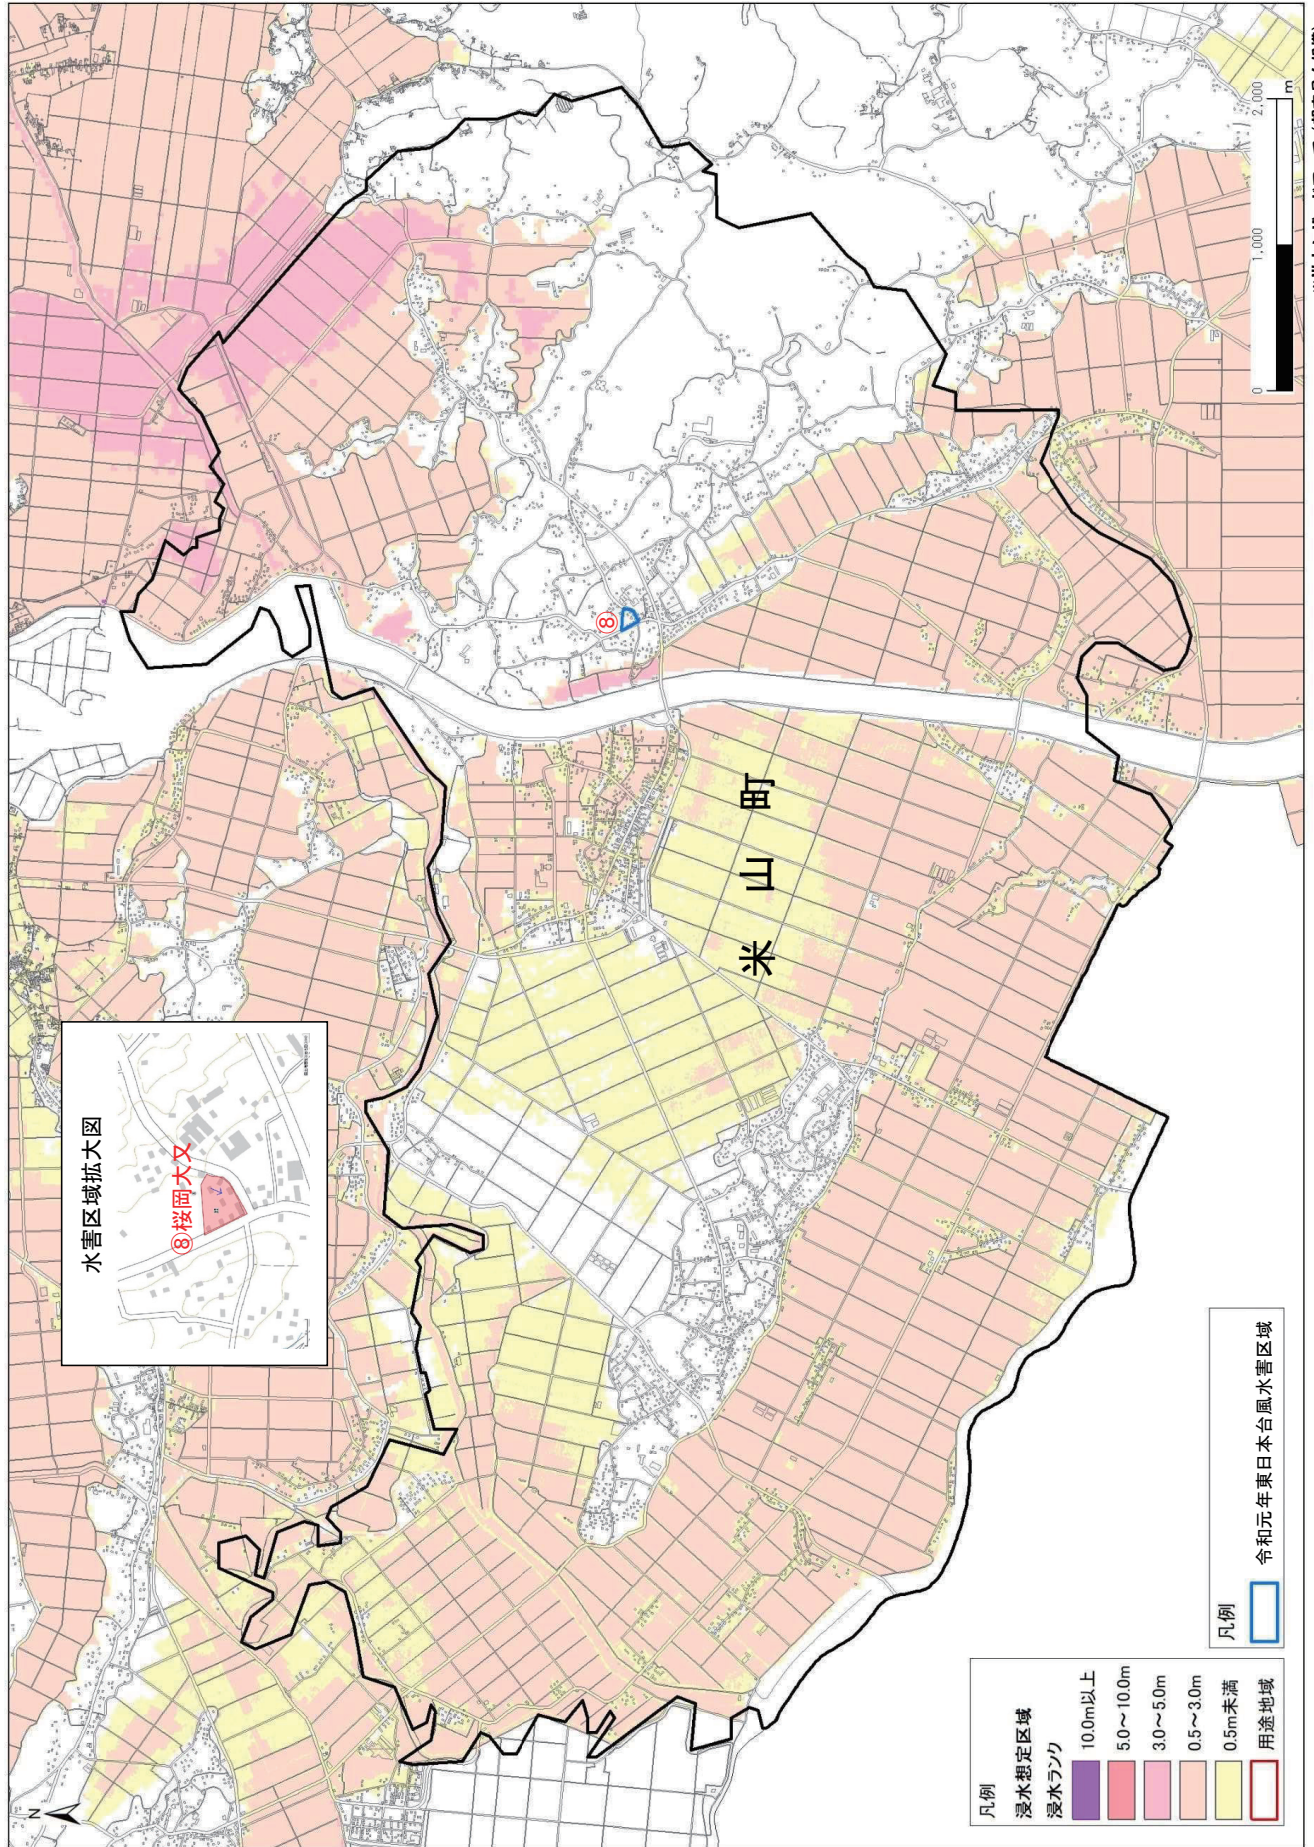 水害区域拡大図
⑧桜岡大又
⑧
米山町
N
凡例
浸水想定区域
浸水ランク
10.0m以上
5.0～10.0m
3.0～5.0m
0.5～3.0m
0.5m未満
用途地域
凡例
令和元年東日本台風水害区域
0 1,000 2,000
m